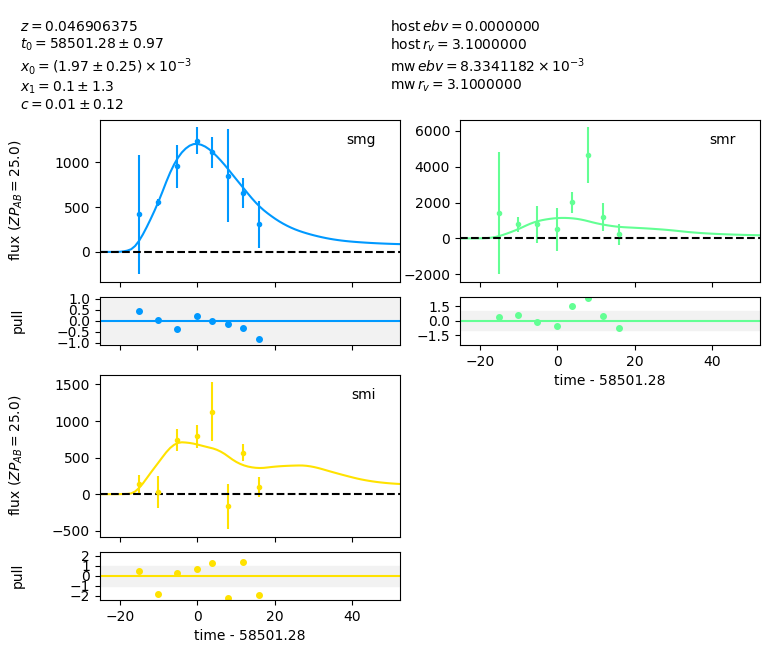 z = 0.046906375
t₀ = 58501.28 ± 0.97
x₀ = (1.97 ± 0.25) × 10⁻³
x₁ = 0.1 ± 1.3
c = 0.01 ± 0.12
host ebv = 0.0000000
host r_v = 3.1000000
mw ebv = 8.3341182 × 10⁻³
mw r_v = 3.1000000
smg
1000
500
0
flux (ZP_AB = 25.0)
smr
6000
4000
2000
0
−2000
1.0
0.5
0.0
−0.5
−1.0
pull
1.5
0.0
−1.5
−20 0 20 40
time - 58501.28
smi
1500
1000
500
0
−500
flux (ZP_AB = 25.0)
2
1
0
−1
−2
pull
−20 0 20 40
time - 58501.28